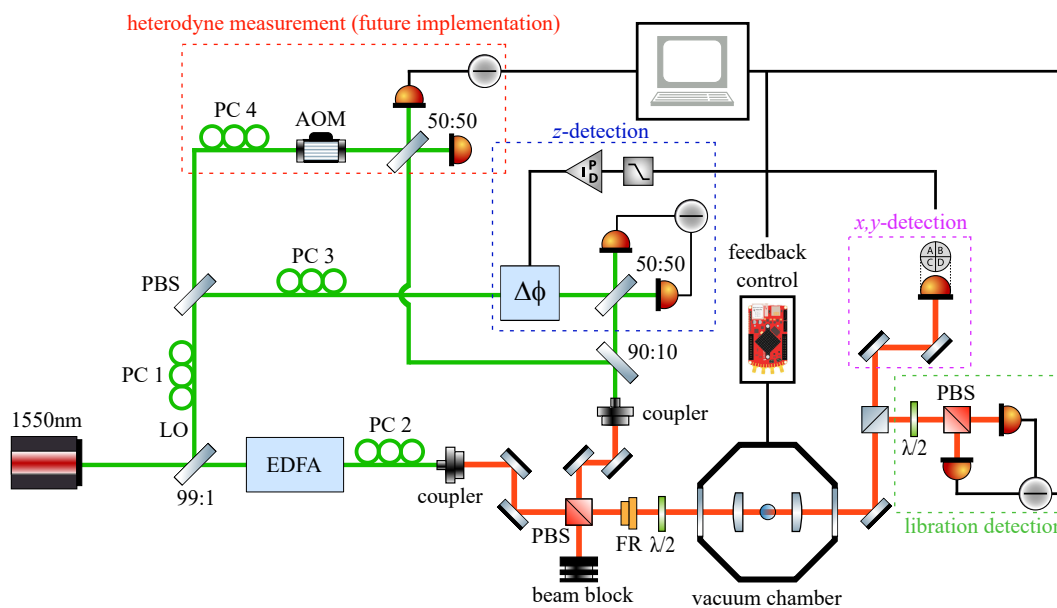 heterodyne measurement (future implementation)
PC 4
AOM
50:50
z-detection
I
P
D
x,y-detection
A B
C D
PBS
PC 3
Δϕ
50:50
feedback
control
90:10
PC 1
PBS
1550nm
LO
PC 2
coupler
λ/2
EDFA
99:1
coupler
PBS
FR
λ/2
libration detection
beam block
vacuum chamber